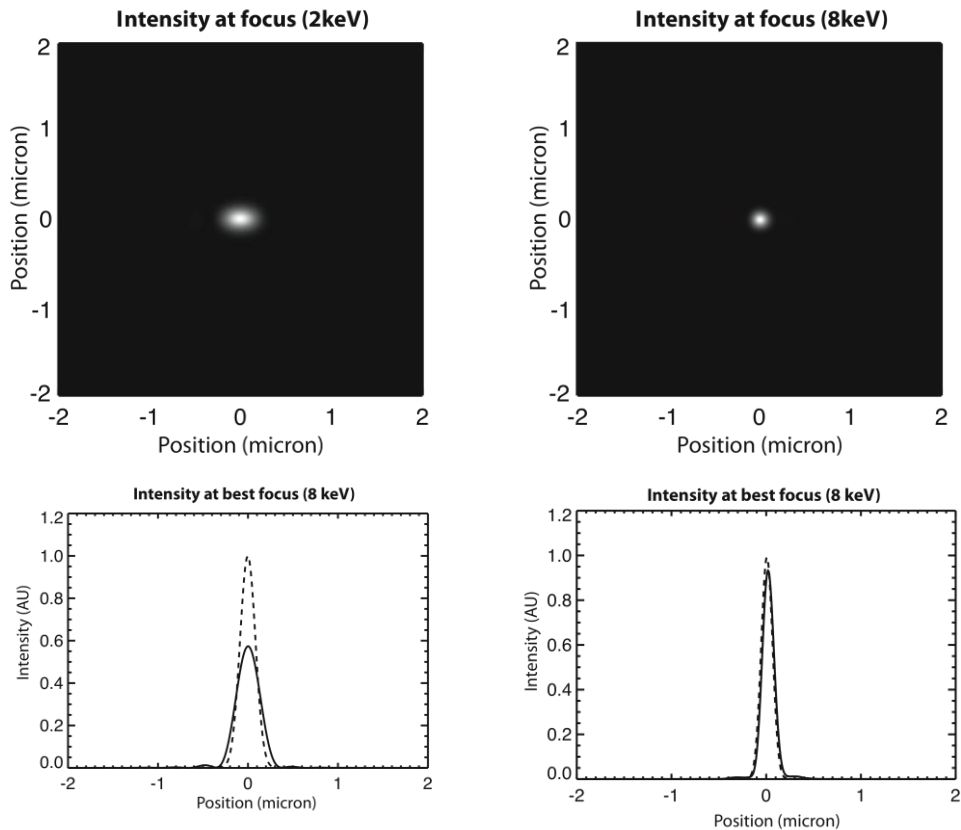 Intensity at focus (2keV)
2
1
0
-1
-2
Position (micron)
-2 -1 0 1 2
Position (micron)
Intensity at focus (8keV)
2
1
0
-1
-2
Position (micron)
-2 -1 0 1 2
Position (micron)
Intensity at best focus (8 keV)
1.2
1.0
0.8
0.6
0.4
0.2
0.0
Intensity (AU)
-2 -1 0 1 2
Position (micron)
Intensity at best focus (8 keV)
1.2
1.0
0.8
0.6
0.4
0.2
0.0
Intensity (AU)
-2 -1 0 1 2
Position (micron)